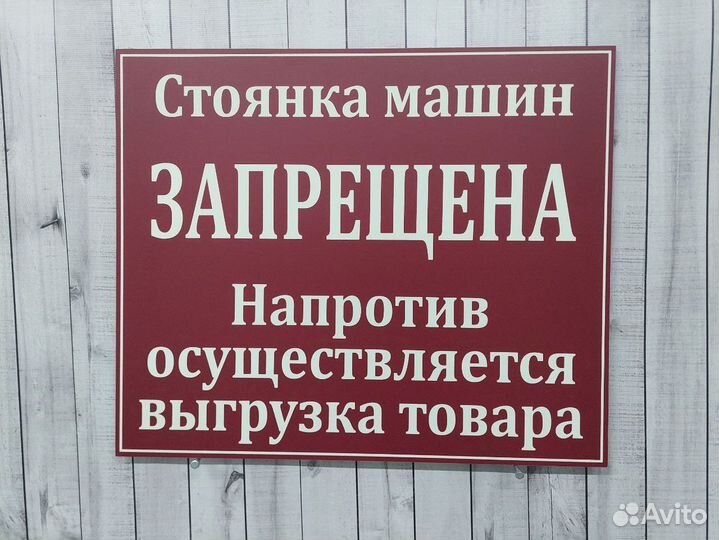 Стоянка машин
ЗАПРЕЩЕНА
Напротив
осуществляется
выгрузка товара
Avito